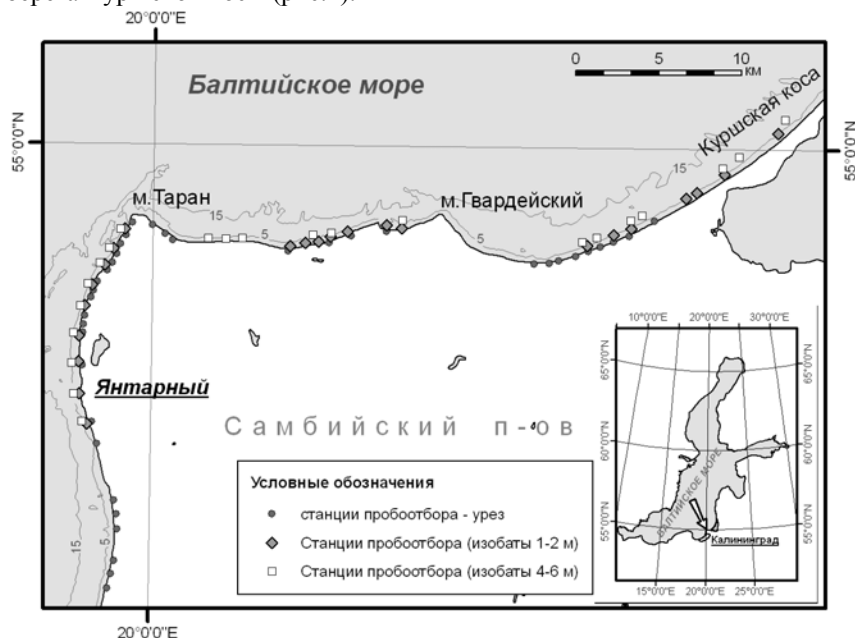 20°0'0"E
0 5 10
км
Балтийское море
Куршская коса
55°0'0"N
55°0'0"N
15
м.Таран
м.Гвардейский
15
5
5
5
Янтарный
Самбийский п-ов
15
5
Условные обозначения
станции пробоотбора - урез
Станции пробоотбора (изобаты 1-2 м)
Станции пробоотбора (изобаты 4-6 м)
10°0'0"E 20°0'0"E 30°0'0"E
65°0'0"N
65°0'0"N
60°0'0"N
60°0'0"N
55°0'0"N
55°0'0"N
БАЛТИЙСКОЕ МОРЕ
Калининград
15°0'0"E 20°0'0"E 25°0'0"E
20°0'0"E